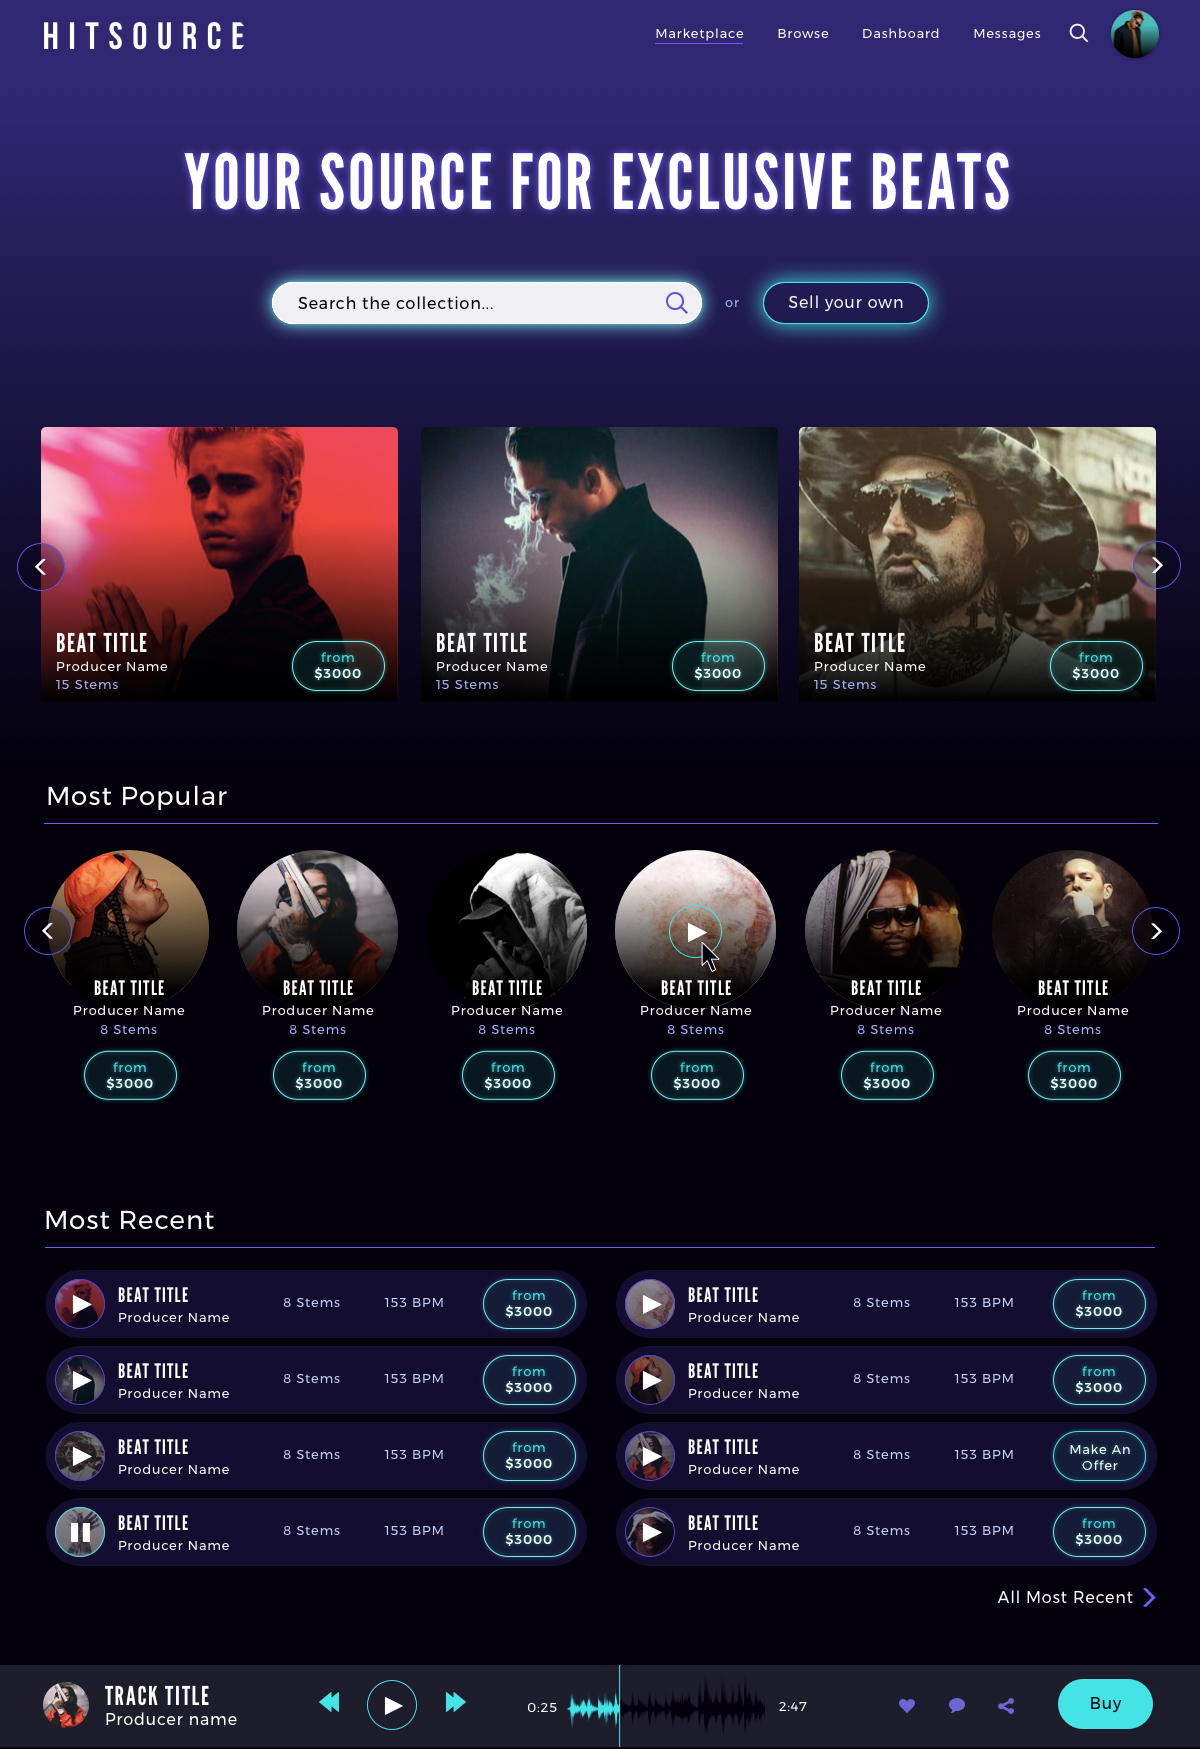 HITSOURCE
Marketplace Browse Dashboard Messages
YOUR SOURCE FOR EXCLUSIVE BEATS
Search the collection... or Sell your own
BEAT TITLE
Producer Name
15 Stems
from
$3000
BEAT TITLE
Producer Name
15 Stems
from
$3000
BEAT TITLE
Producer Name
15 Stems
from
$3000
Most Popular
BEAT TITLE
Producer Name
8 Stems
from
$3000
BEAT TITLE
Producer Name
8 Stems
from
$3000
BEAT TITLE
Producer Name
8 Stems
from
$3000
BEAT TITLE
Producer Name
8 Stems
from
$3000
BEAT TITLE
Producer Name
8 Stems
from
$3000
BEAT TITLE
Producer Name
8 Stems
from
$3000
Most Recent
BEAT TITLE
Producer Name
8 Stems
153 BPM
from
$3000
BEAT TITLE
Producer Name
8 Stems
153 BPM
from
$3000
BEAT TITLE
Producer Name
8 Stems
153 BPM
from
$3000
BEAT TITLE
Producer Name
8 Stems
153 BPM
from
$3000
BEAT TITLE
Producer Name
8 Stems
153 BPM
from
$3000
BEAT TITLE
Producer Name
8 Stems
153 BPM
Make An
Offer
BEAT TITLE
Producer Name
8 Stems
153 BPM
from
$3000
BEAT TITLE
Producer Name
8 Stems
153 BPM
from
$3000
All Most Recent
TRACK TITLE
Producer name
0:25
2:47
Buy